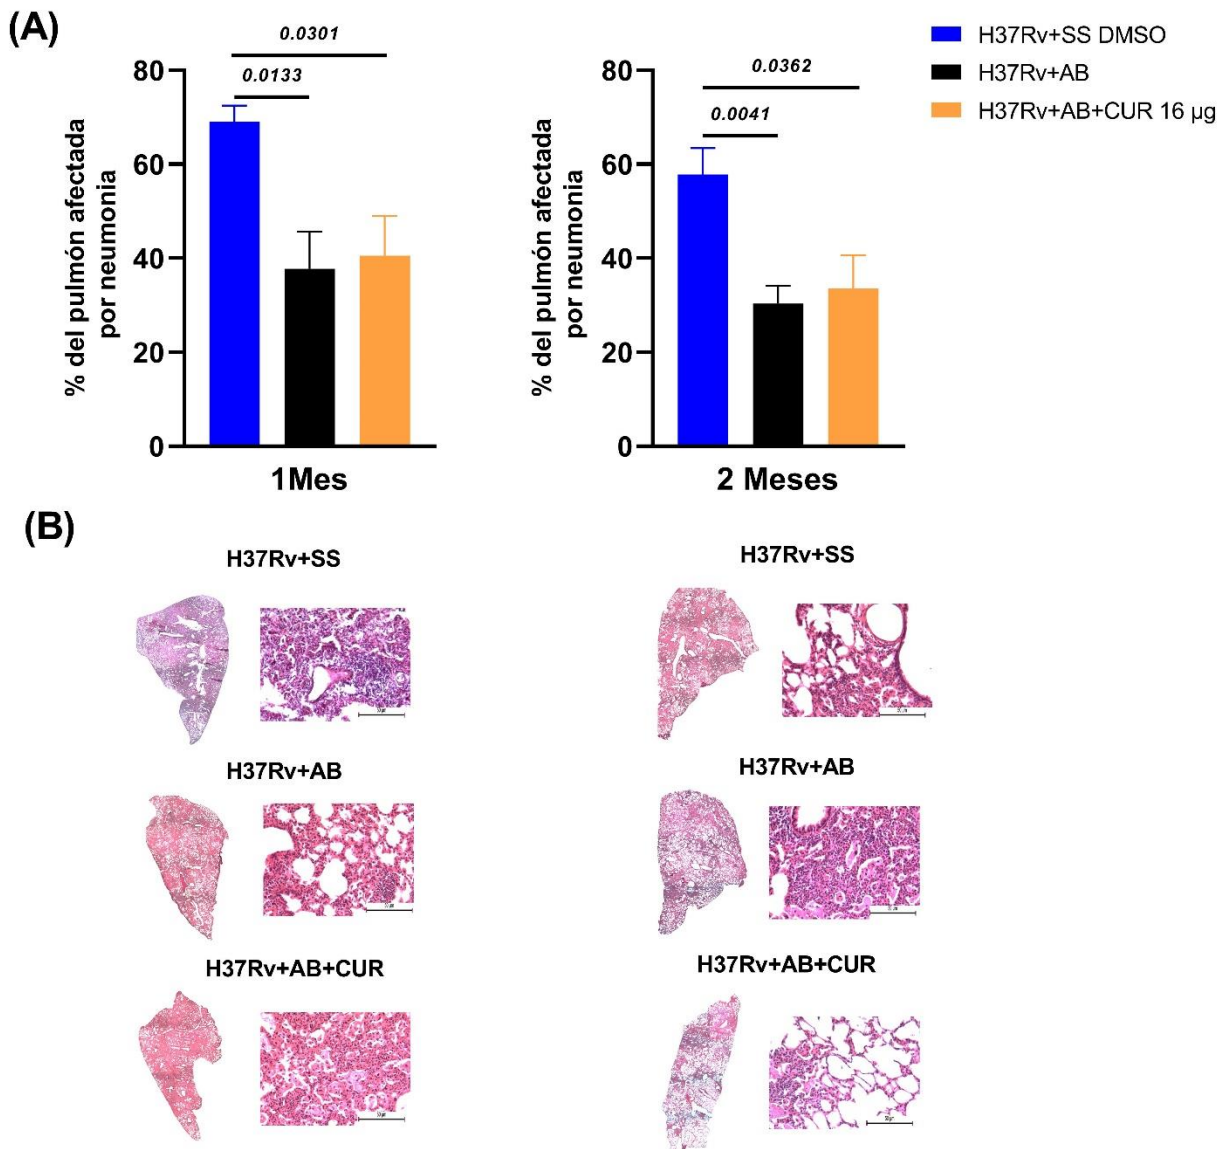 (A)
H37Rv+SS DMSO
H37Rv+AB
H37Rv+AB+CUR 16 µg
% del pulmón afectada
por neumonia
80
60
40
20
0
0.0301
0.0133
1Mes
% del pulmón afectada
por neumonia
80
60
40
20
0
0.0362
0.0041
2 Meses
(B)
H37Rv+SS
H37Rv+SS
H37Rv+AB
H37Rv+AB
H37Rv+AB+CUR
H37Rv+AB+CUR